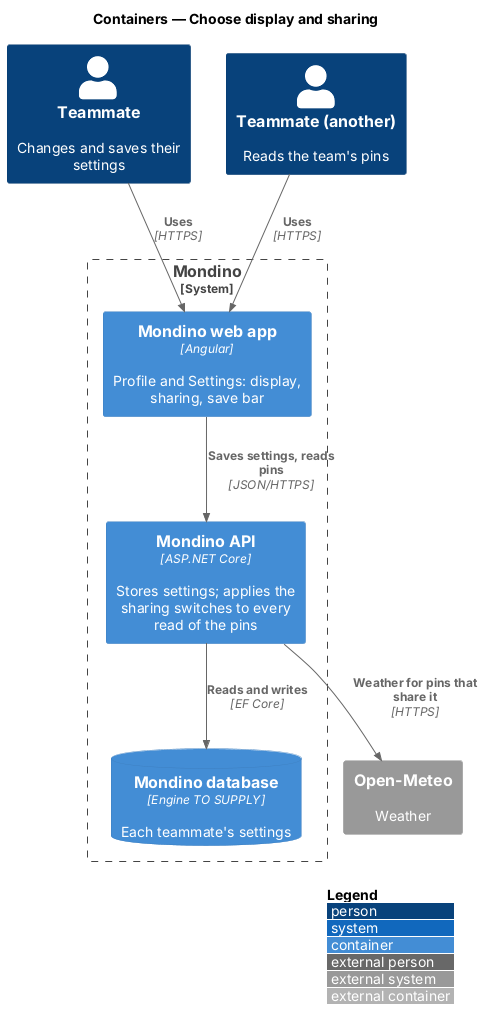 Containers — Choose display and sharing
Teammate
Changes and saves their
settings
Teammate (another)
Reads the team's pins
Uses
[HTTPS]
Uses
[HTTPS]
Mondino
[System]
Mondino web app
[Angular]
Profile and Settings: display,
sharing, save bar
Saves settings, reads
pins
[JSON/HTTPS]
Mondino API
[ASP.NET Core]
Stores settings; applies the
sharing switches to every
read of the pins
Reads and writes
[EF Core]
Weather for pins that
share it
[HTTPS]
Mondino database
[Engine TO SUPPLY]
Each teammate's settings
Open-Meteo
Weather
Legend
person
system
container
external person
external system
external container